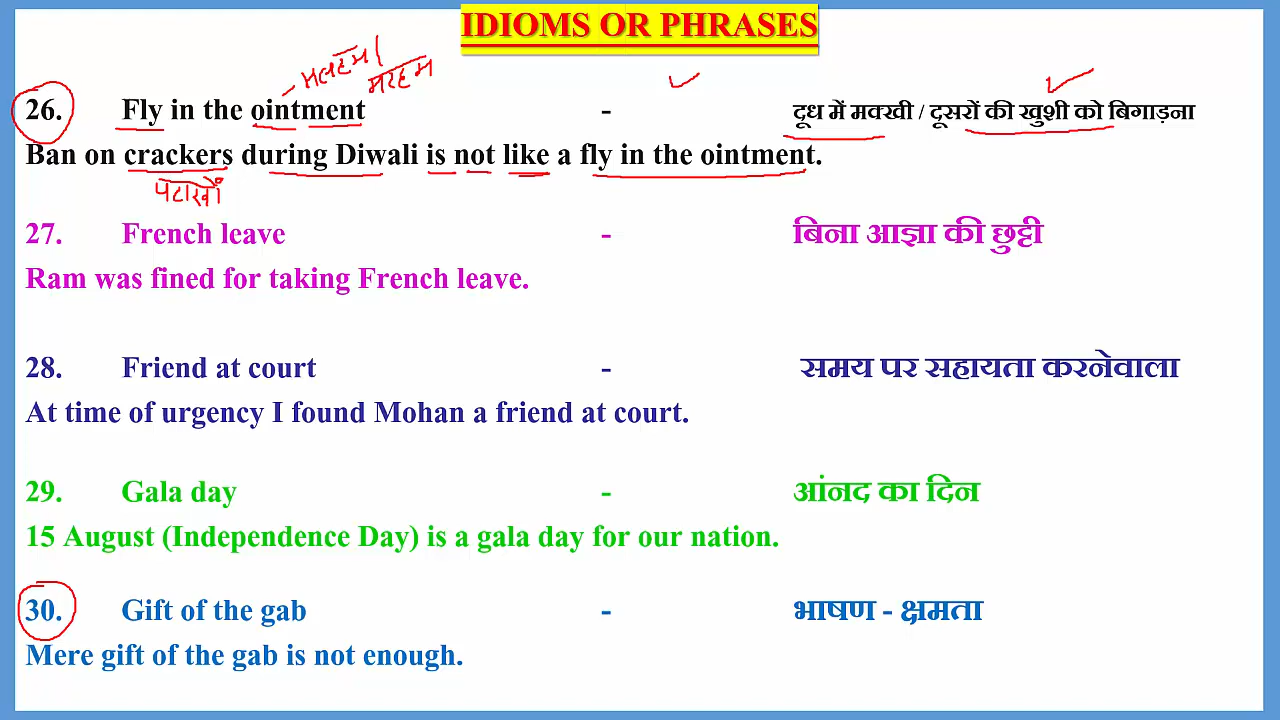 IDIOMS OR PHRASES
मलहम / मरहम
26. Fly in the ointment - दूध में मक्खी / दूसरों की खुशी को बिगाड़ना
Ban on crackers during Diwali is not like a fly in the ointment.
पटाखों
27. French leave - बिना आज्ञा की छुट्टी
Ram was fined for taking French leave.
28. Friend at court - समय पर सहायता करनेवाला
At time of urgency I found Mohan a friend at court.
29. Gala day - आंनद का दिन
15 August (Independence Day) is a gala day for our nation.
30. Gift of the gab - भाषण - क्षमता
Mere gift of the gab is not enough.